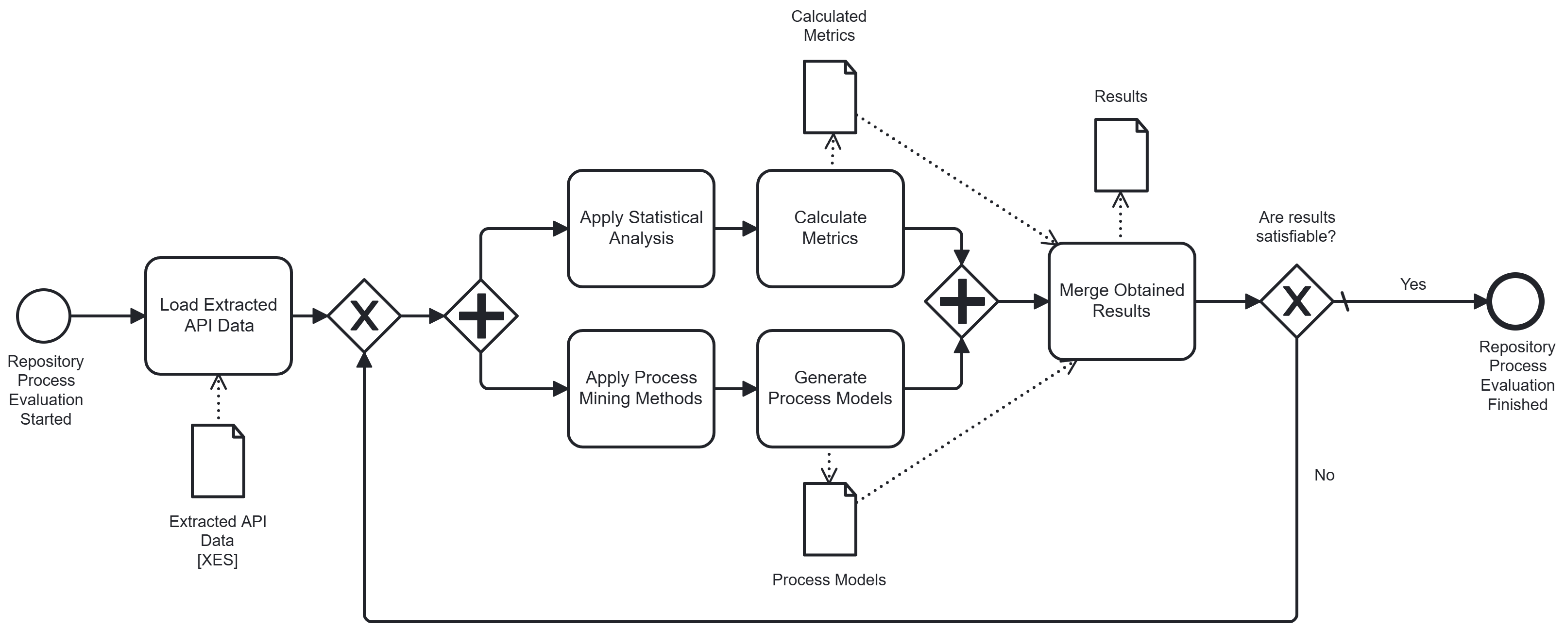 Calculated
Metrics
Results
Apply Statistical
Analysis
Calculate
Metrics
Are results
satisfiable?
Load Extracted
API Data
Merge Obtained
Results
Yes
Repository
Process
Evaluation
Started
Repository
Process
Evaluation
Finished
Apply Process
Mining Methods
Generate
Process Models
No
Extracted API
Data
[XES]
Process Models